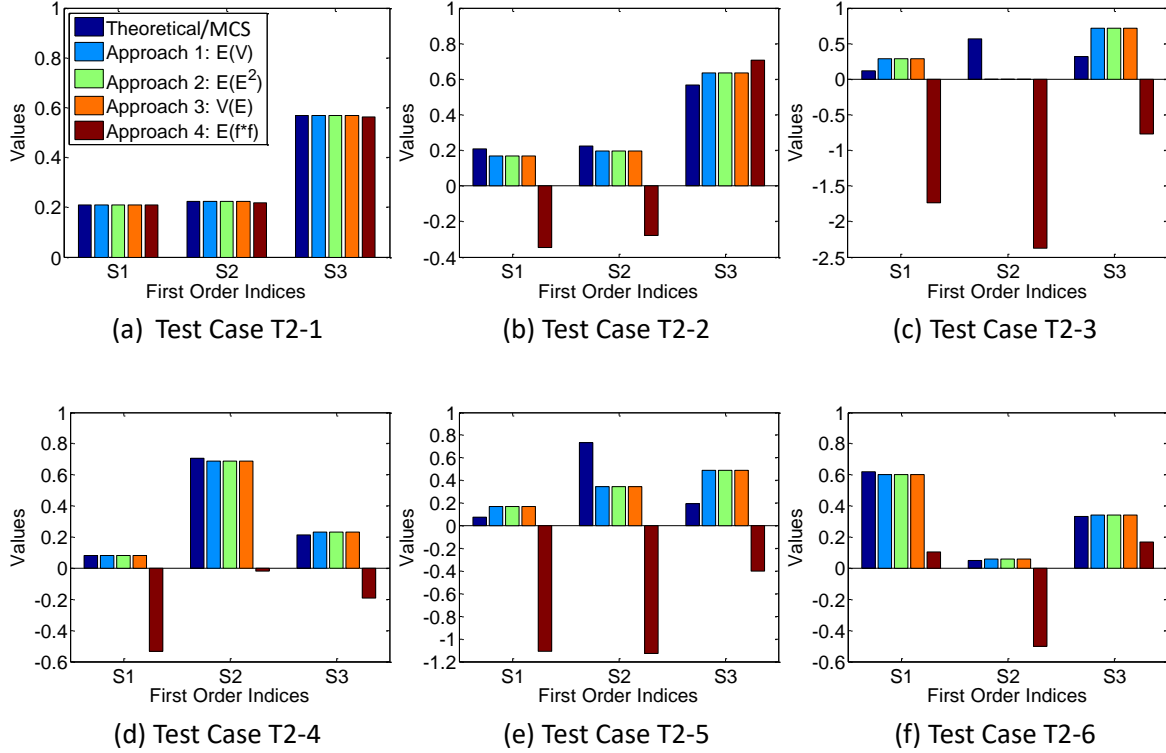 1
0.8
0.6
0.4
0.2
0
Values
Theoretical/MCS
Approach 1: E(V)
Approach 2: E(E²)
Approach 3: V(E)
Approach 4: E(f*f)
S1 S2 S3
First Order Indices
(a) Test Case T2-1
1
0.8
0.6
0.4
0.2
0
-0.2
-0.4
Values
S1 S2 S3
First Order Indices
(b) Test Case T2-2
1
0.5
0
-0.5
-1
-1.5
-2
-2.5
Values
S1 S2 S3
First Order Indices
(c) Test Case T2-3
1
0.8
0.6
0.4
0.2
0
-0.2
-0.4
-0.6
Values
S1 S2 S3
First Order Indices
(d) Test Case T2-4
1
0.8
0.6
0.4
0.2
0
-0.2
-0.4
-0.6
-0.8
-1
-1.2
Values
S1 S2 S3
First Order Indices
(e) Test Case T2-5
1
0.8
0.6
0.4
0.2
0
-0.2
-0.4
-0.6
Values
S1 S2 S3
First Order Indices
(f) Test Case T2-6